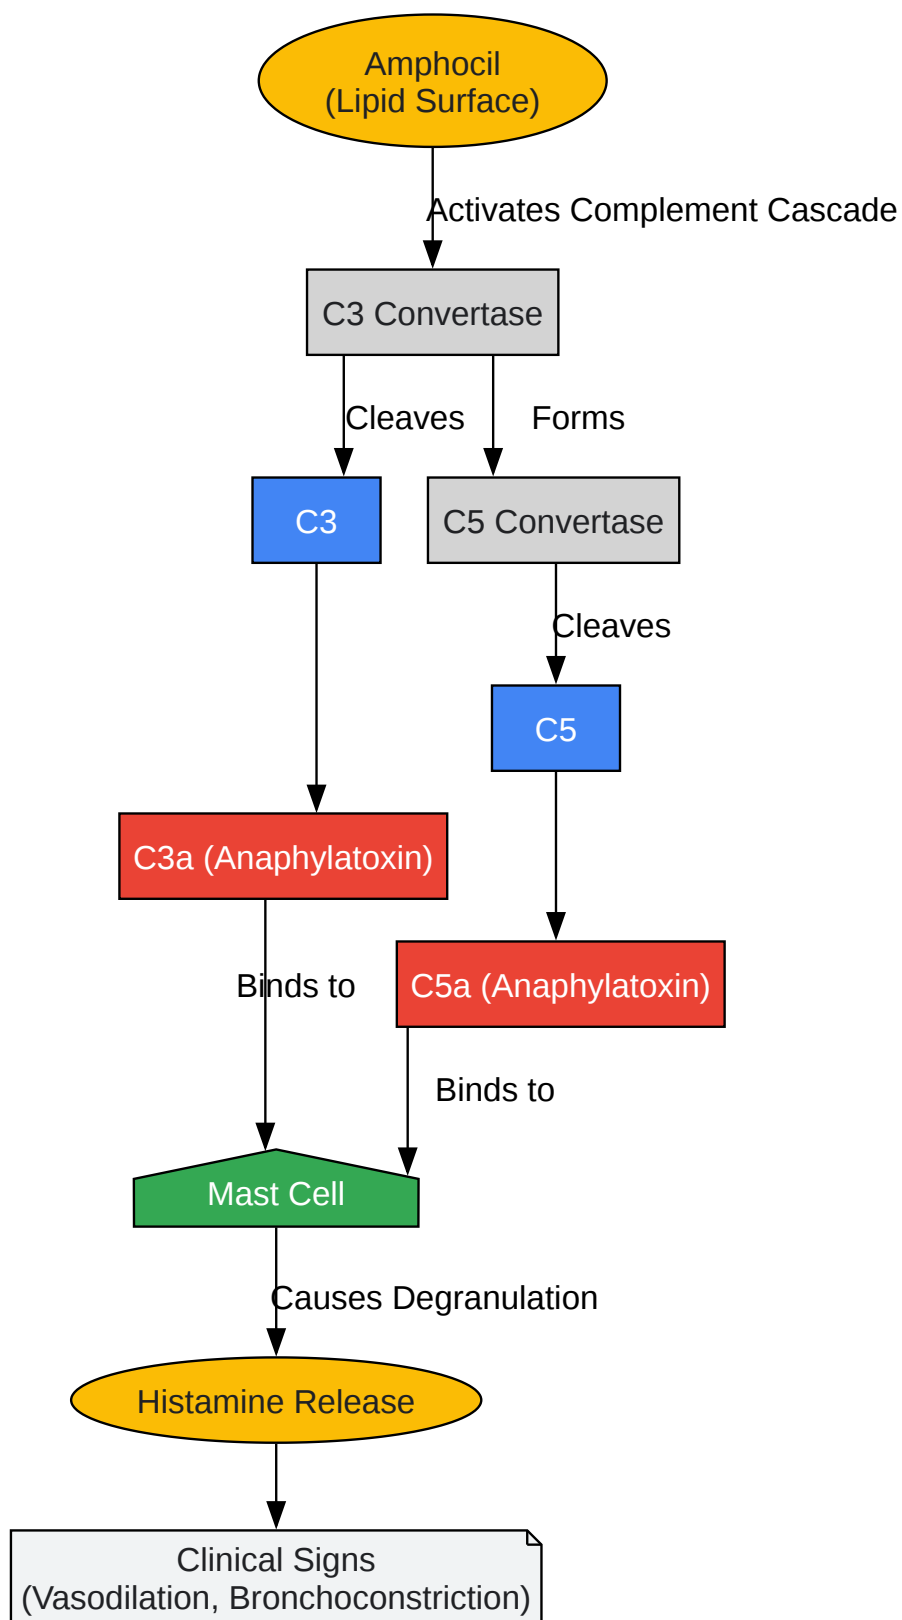 Amphocil
(Lipid Surface)
Activates Complement Cascade
C3 Convertase
Cleaves
Forms
C3
C5 Convertase
Cleaves
C5
C3a (Anaphylatoxin)
Binds to
C5a (Anaphylatoxin)
Binds to
Mast Cell
Causes Degranulation
Histamine Release
Clinical Signs
(Vasodilation, Bronchoconstriction)